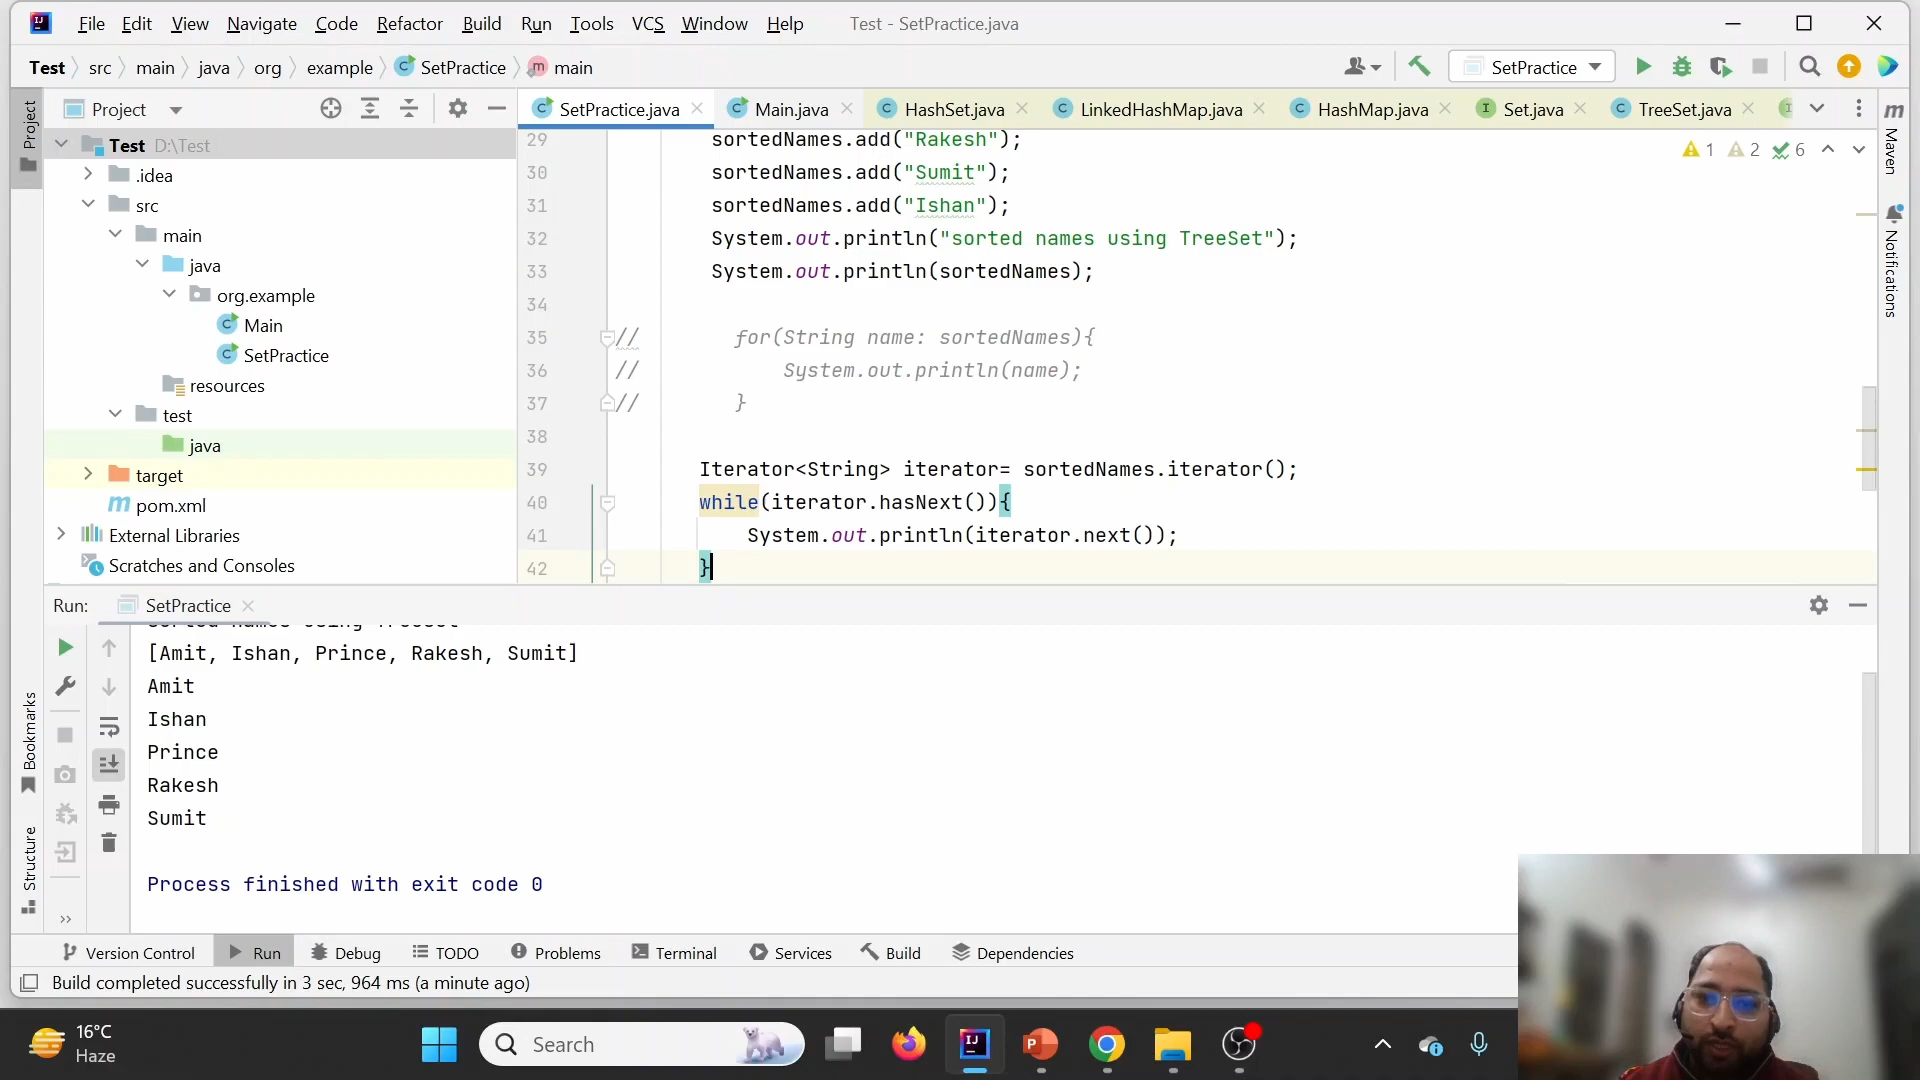 File Edit View Navigate Code Refactor Build Run Tools VCS Window Help Test - SetPractice.java
Test src main java org example SetPractice main SetPractice
Project SetPractice.java Main.java HashSet.java LinkedHashMap.java HashMap.java Set.java TreeSet.java
Project
Maven
Notifications
Bookmarks
Structure
Test D:\Test
.idea
src
main
java
org.example
Main
SetPractice
resources
test
java
target
pom.xml
External Libraries
Scratches and Consoles
1 2 6
29 sortedNames.add("Rakesh");
30 sortedNames.add("Sumit");
31 sortedNames.add("Ishan");
32 System.out.println("sorted names using TreeSet");
33 System.out.println(sortedNames);
34
35 // for(String name: sortedNames){
36 // System.out.println(name);
37 // }
38
39 Iterator<String> iterator= sortedNames.iterator();
40 while(iterator.hasNext()){
41 System.out.println(iterator.next());
42 }
Run: SetPractice
[Amit, Ishan, Prince, Rakesh, Sumit]
Amit
Ishan
Prince
Rakesh
Sumit
Process finished with exit code 0
Version Control Run Debug TODO Problems Terminal Services Build Dependencies
Build completed successfully in 3 sec, 964 ms (a minute ago)
16°C
Haze
Search